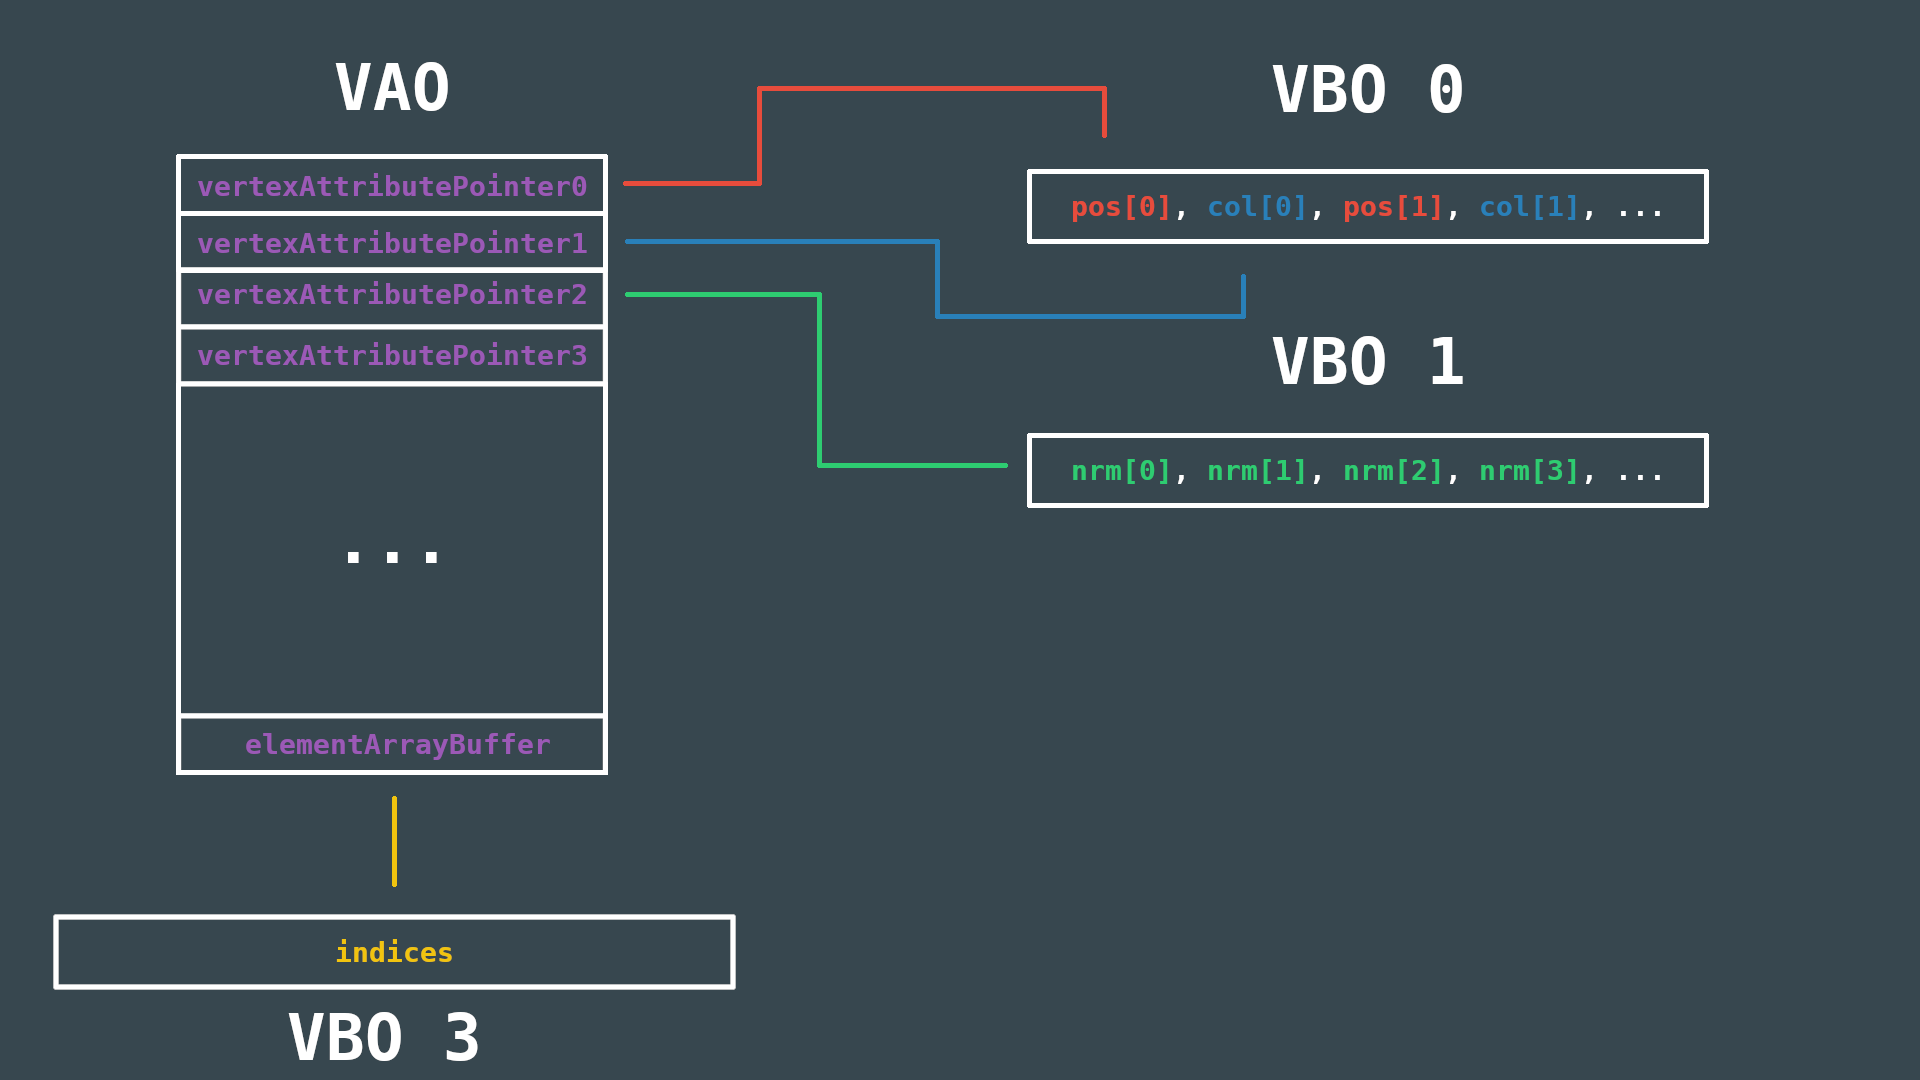 VAO
vertexAttributePointer0
vertexAttributePointer1
vertexAttributePointer2
vertexAttributePointer3
...
elementArrayBuffer
indices
VBO 3
VBO 0
pos[0], col[0], pos[1], col[1], ...
VBO 1
nrm[0], nrm[1], nrm[2], nrm[3], ...